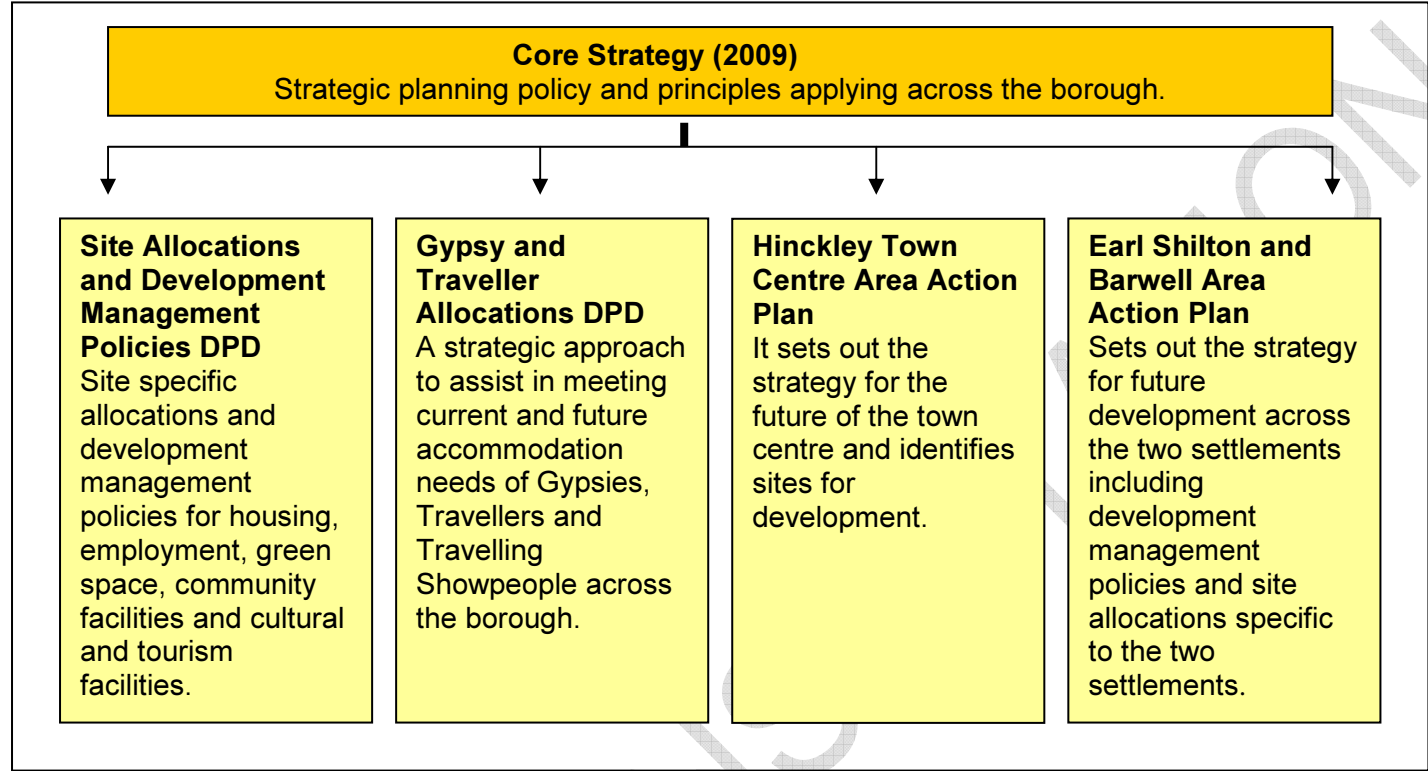 Core Strategy (2009)
Strategic planning policy and principles applying across the borough.
Site Allocations
and Development
Management
Policies DPD
Site specific
allocations and
development
management
policies for housing,
employment, green
space, community
facilities and cultural
and tourism
facilities.
Gypsy and
Traveller
Allocations DPD
A strategic approach
to assist in meeting
current and future
accommodation
needs of Gypsies,
Travellers and
Travelling
Showpeople across
the borough.
Hinckley Town
Centre Area Action
Plan
It sets out the
strategy for the
future of the town
centre and identifies
sites for
development.
Earl Shilton and
Barwell Area
Action Plan
Sets out the strategy
for future
development across
the two settlements
including
development
management
policies and site
allocations specific
to the two
settlements.